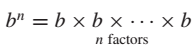 bⁿ = b × b × · · · × b
n factors